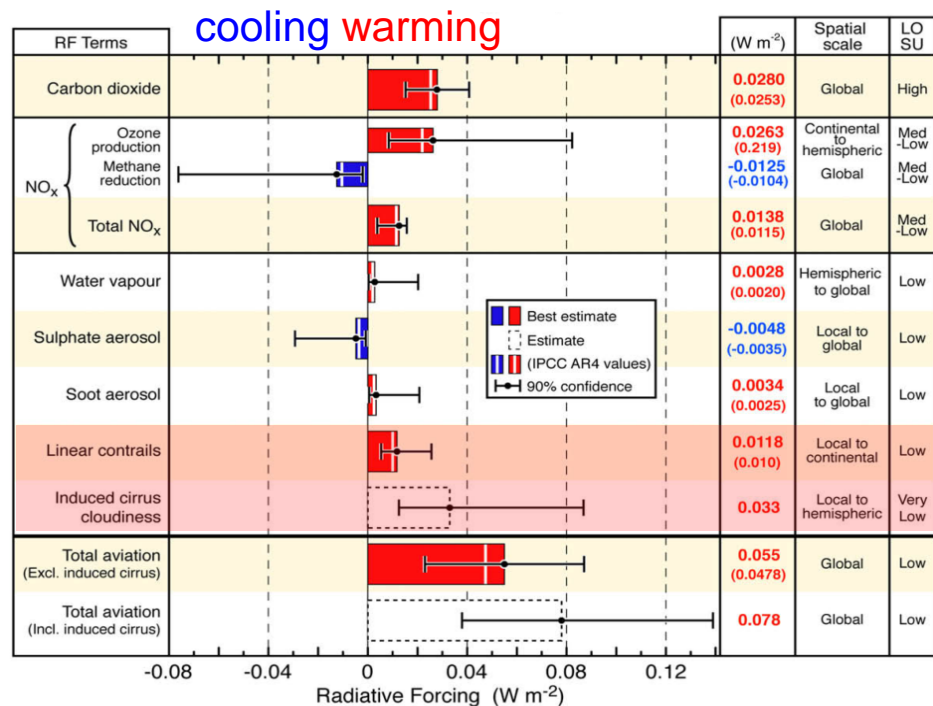 cooling warming
RF Terms
(W m-2)
Spatial
scale
LO
SU
Carbon dioxide
0.0280
(0.0253)
Global
High
NOx
Ozone
production
0.0263
(0.219)
Continental
to
hemispheric
Med
-Low
Methane
reduction
-0.0125
(-0.0104)
Global
Med
-Low
Total NOx
0.0138
(0.0115)
Global
Med
-Low
Water vapour
0.0028
(0.0020)
Hemispheric
to global
Low
Sulphate aerosol
-0.0048
(-0.0035)
Local to
global
Low
Soot aerosol
0.0034
(0.0025)
Local
to global
Low
Linear contrails
0.0118
(0.010)
Local to
continental
Low
Induced cirrus
cloudiness
0.033
Local to
hemispheric
Very
Low
Total aviation
(Excl. induced cirrus)
0.055
(0.0478)
Global
Low
Total aviation
(Incl. induced cirrus)
0.078
Global
Low
Best estimate
Estimate
(IPCC AR4 values)
90% confidence
-0.08 -0.04 0 0.04 0.08 0.12
Radiative Forcing (W m-2)